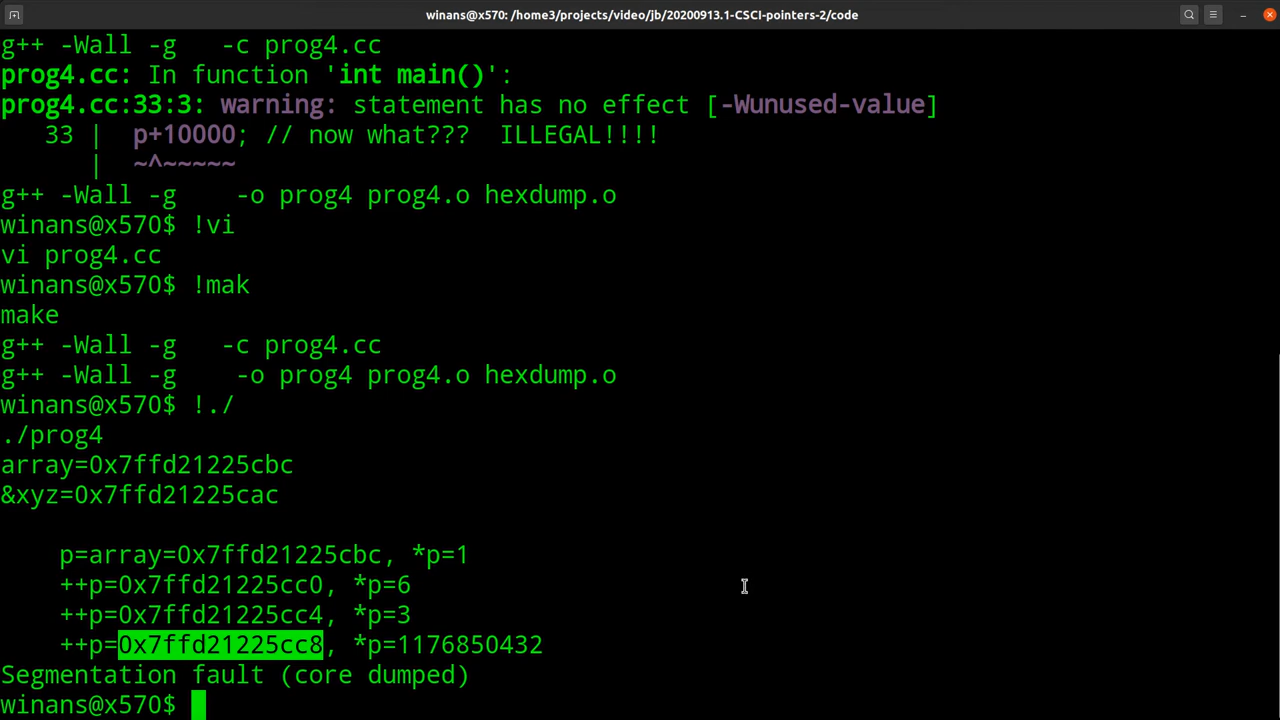 winans@x570: /home3/projects/video/jb/20200913.1-CSCI-pointers-2/code
g++ -Wall -g   -c prog4.cc
prog4.cc: In function 'int main()':
prog4.cc:33:3: warning: statement has no effect [-Wunused-value]
   33 |   p+10000; // now what???  ILLEGAL!!!!
      |   ~^~~~~~
g++ -Wall -g    -o prog4 prog4.o hexdump.o
winans@x570$ !vi
vi prog4.cc
winans@x570$ !mak
make
g++ -Wall -g   -c prog4.cc
g++ -Wall -g    -o prog4 prog4.o hexdump.o
winans@x570$ !./
./prog4
array=0x7ffd21225cbc
&xyz=0x7ffd21225cac
    p=array=0x7ffd21225cbc, *p=1
    ++p=0x7ffd21225cc0, *p=6
    ++p=0x7ffd21225cc4, *p=3
    ++p=0x7ffd21225cc8, *p=1176850432
Segmentation fault (core dumped)
winans@x570$